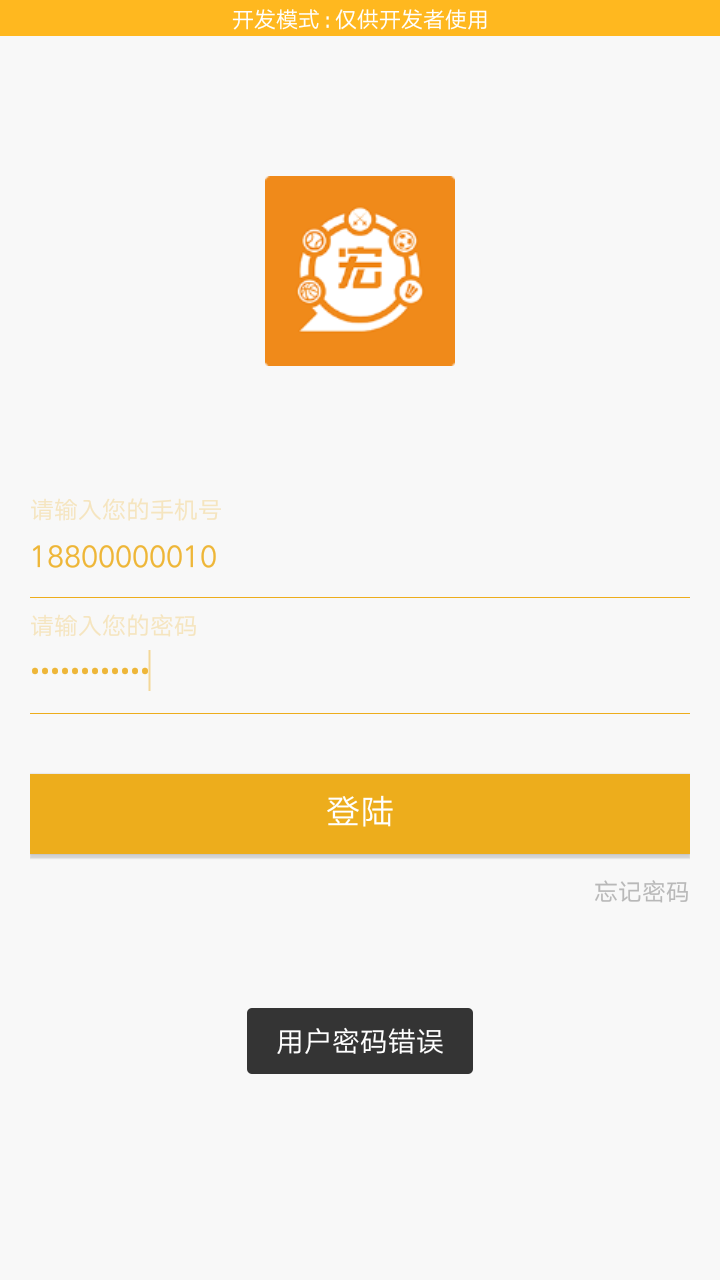 开发模式 : 仅供开发者使用
宏
请输入您的手机号
18800000010
请输入您的密码
••••••••••••
登陆
忘记密码
用户密码错误